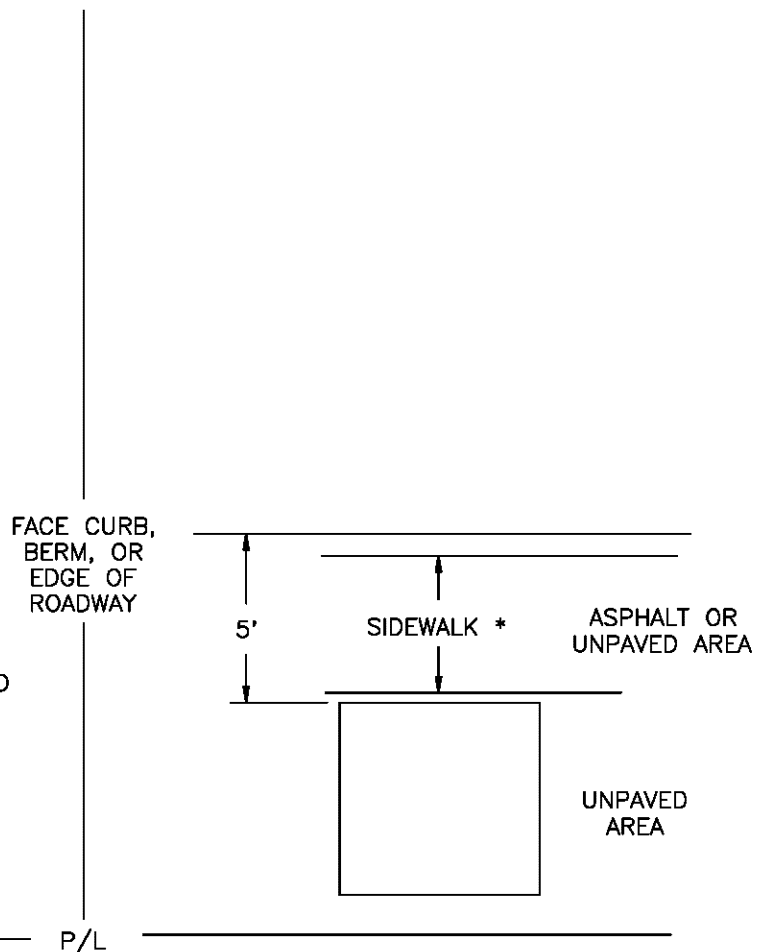 FACE CURB,
BERM, OR
EDGE OF
ROADWAY
5'
SIDEWALK *
ASPHALT OR
UNPAVED AREA
D
UNPAVED
AREA
P/L